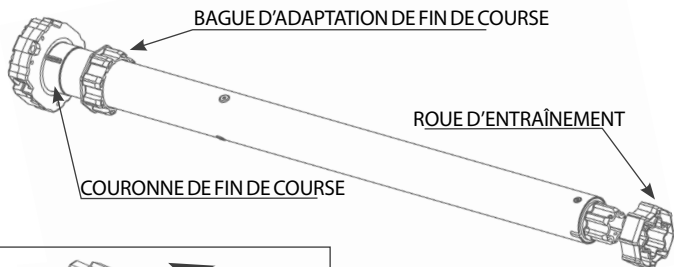 BAGUE D'ADAPTATION DE FIN DE COURSE
ROUE D'ENTRAÎNEMENT
COURONNE DE FIN DE COURSE